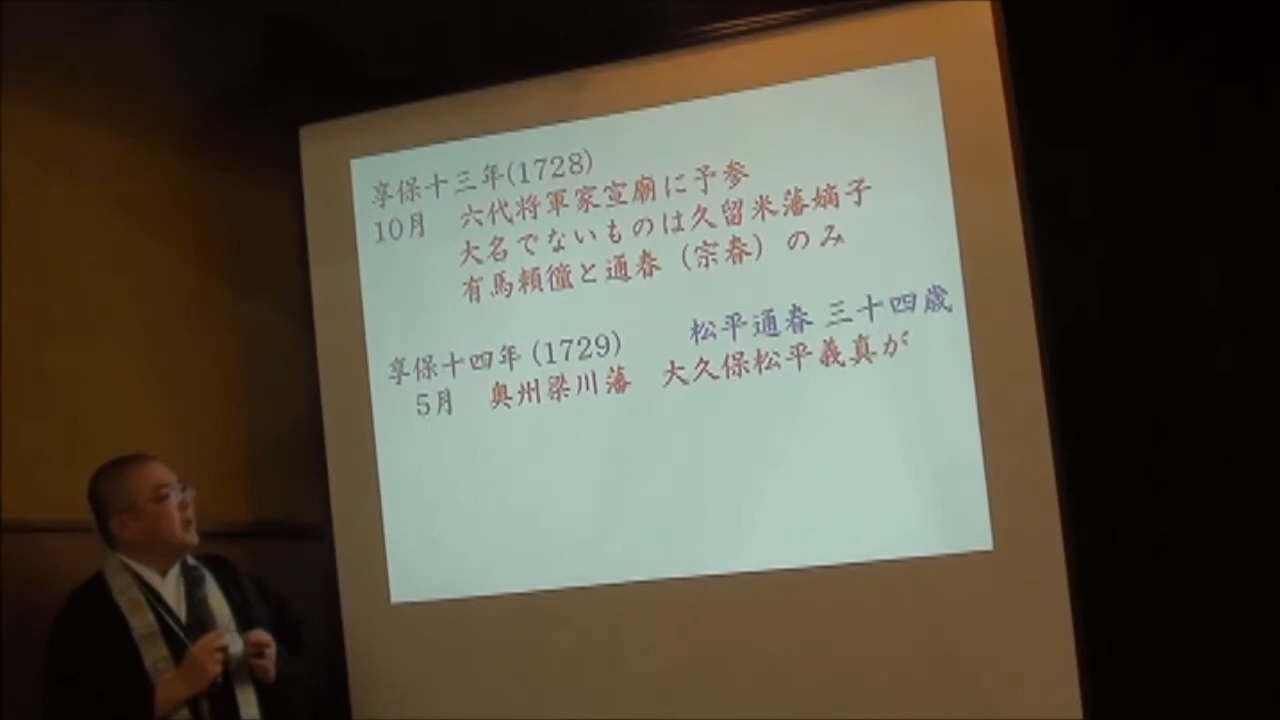 享保十三年(1728)
10月 六代将軍家宣廟に予参
大名でないものは久留米藩嫡子
有馬頼徸と通春（宗春）のみ
享保十四年(1729) 松平通春 三十四歳
5月 奥州梁川藩 大久保松平義真が